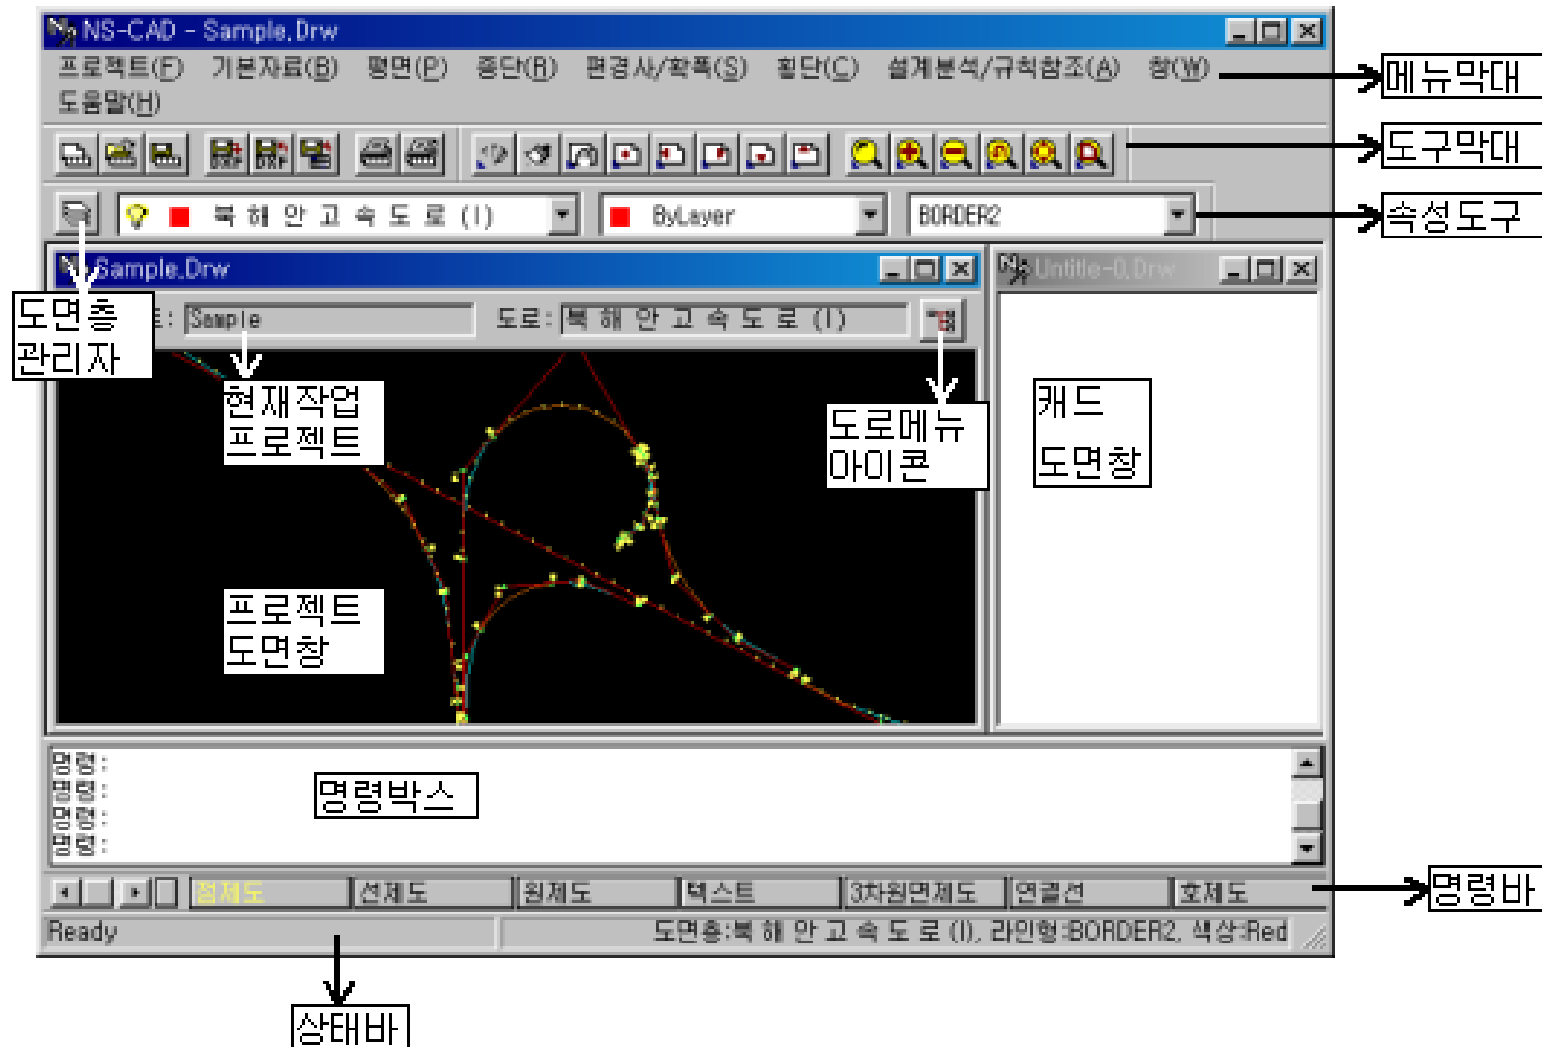 NS-CAD - Sample.Drw
프로젝트(F) 기본자료(B) 평면(P) 종단(R) 편경사/확폭(S) 횡단(C) 설계분석/규칙참조(A) 창(W)
도움말(H)
메뉴막대
도구막대
북 해 안 고 속 도 로 (I) ByLayer BORDER2
속성도구
Sample.Drw
Untitle-0.Drw
도면층
관리자
트: Sample 도로: 북 해 안 고 속 도 로 (I)
현재작업
프로젝트
도로메뉴
아이콘
캐드
도면창
프로젝트
도면창
명령:
명령:
명령:
명령:
명령박스
점제도 선제도 원제도 텍스트 3차원면제도 연결선 호제도
명령바
Ready 도면층:북 해 안 고 속 도 로 (I), 라인형:BORDER2, 색상:Red
상태바